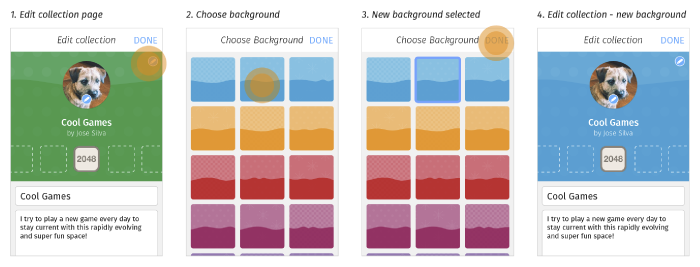 1. Edit collection page
2. Choose background
3. New background selected
4. Edit collection - new background
Edit collection DONE
Cool Games
by Jose Silva
2048
Cool Games
I try to play a new game every day to
stay current with this rapidly evolving
and super fun space!
Choose Background DONE
Choose Background DONE
Edit collection DONE
Cool Games
by Jose Silva
2048
Cool Games
I try to play a new game every day to
stay current with this rapidly evolving
and super fun space!